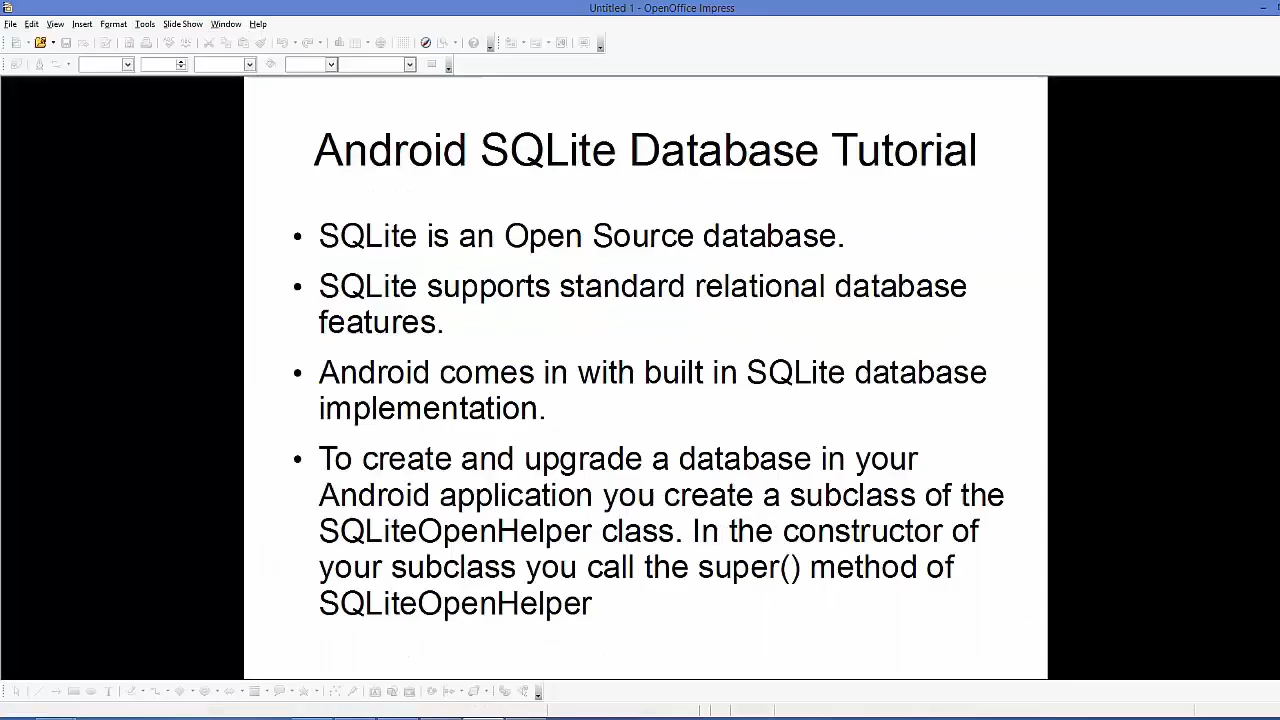 Untitled 1 - OpenOffice Impress
File Edit View Insert Format Tools Slide Show Window Help
Android SQLite Database Tutorial
• SQLite is an Open Source database.
• SQLite supports standard relational database
features.
• Android comes in with built in SQLite database
implementation.
• To create and upgrade a database in your
Android application you create a subclass of the
SQLiteOpenHelper class. In the constructor of
your subclass you call the super() method of
SQLiteOpenHelper